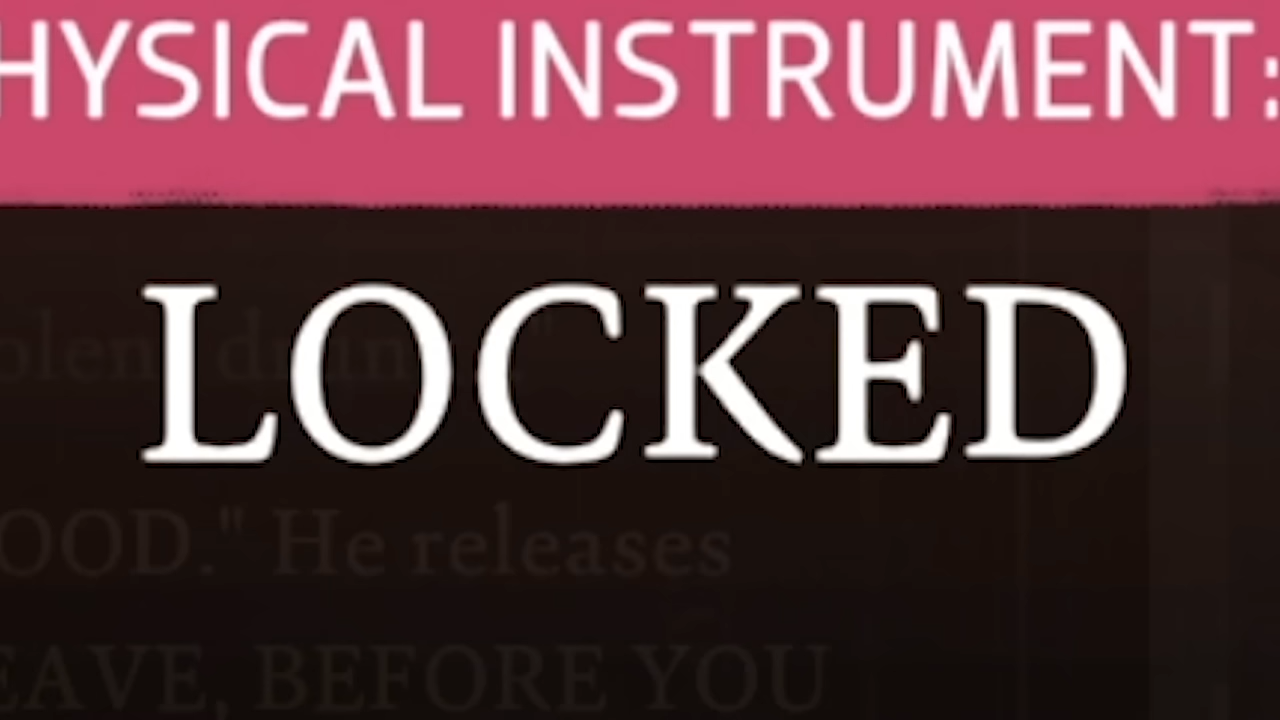 HYSICAL INSTRUMENT:
LOCKED
OOD." He releases
EAVE, BEFORE YOU